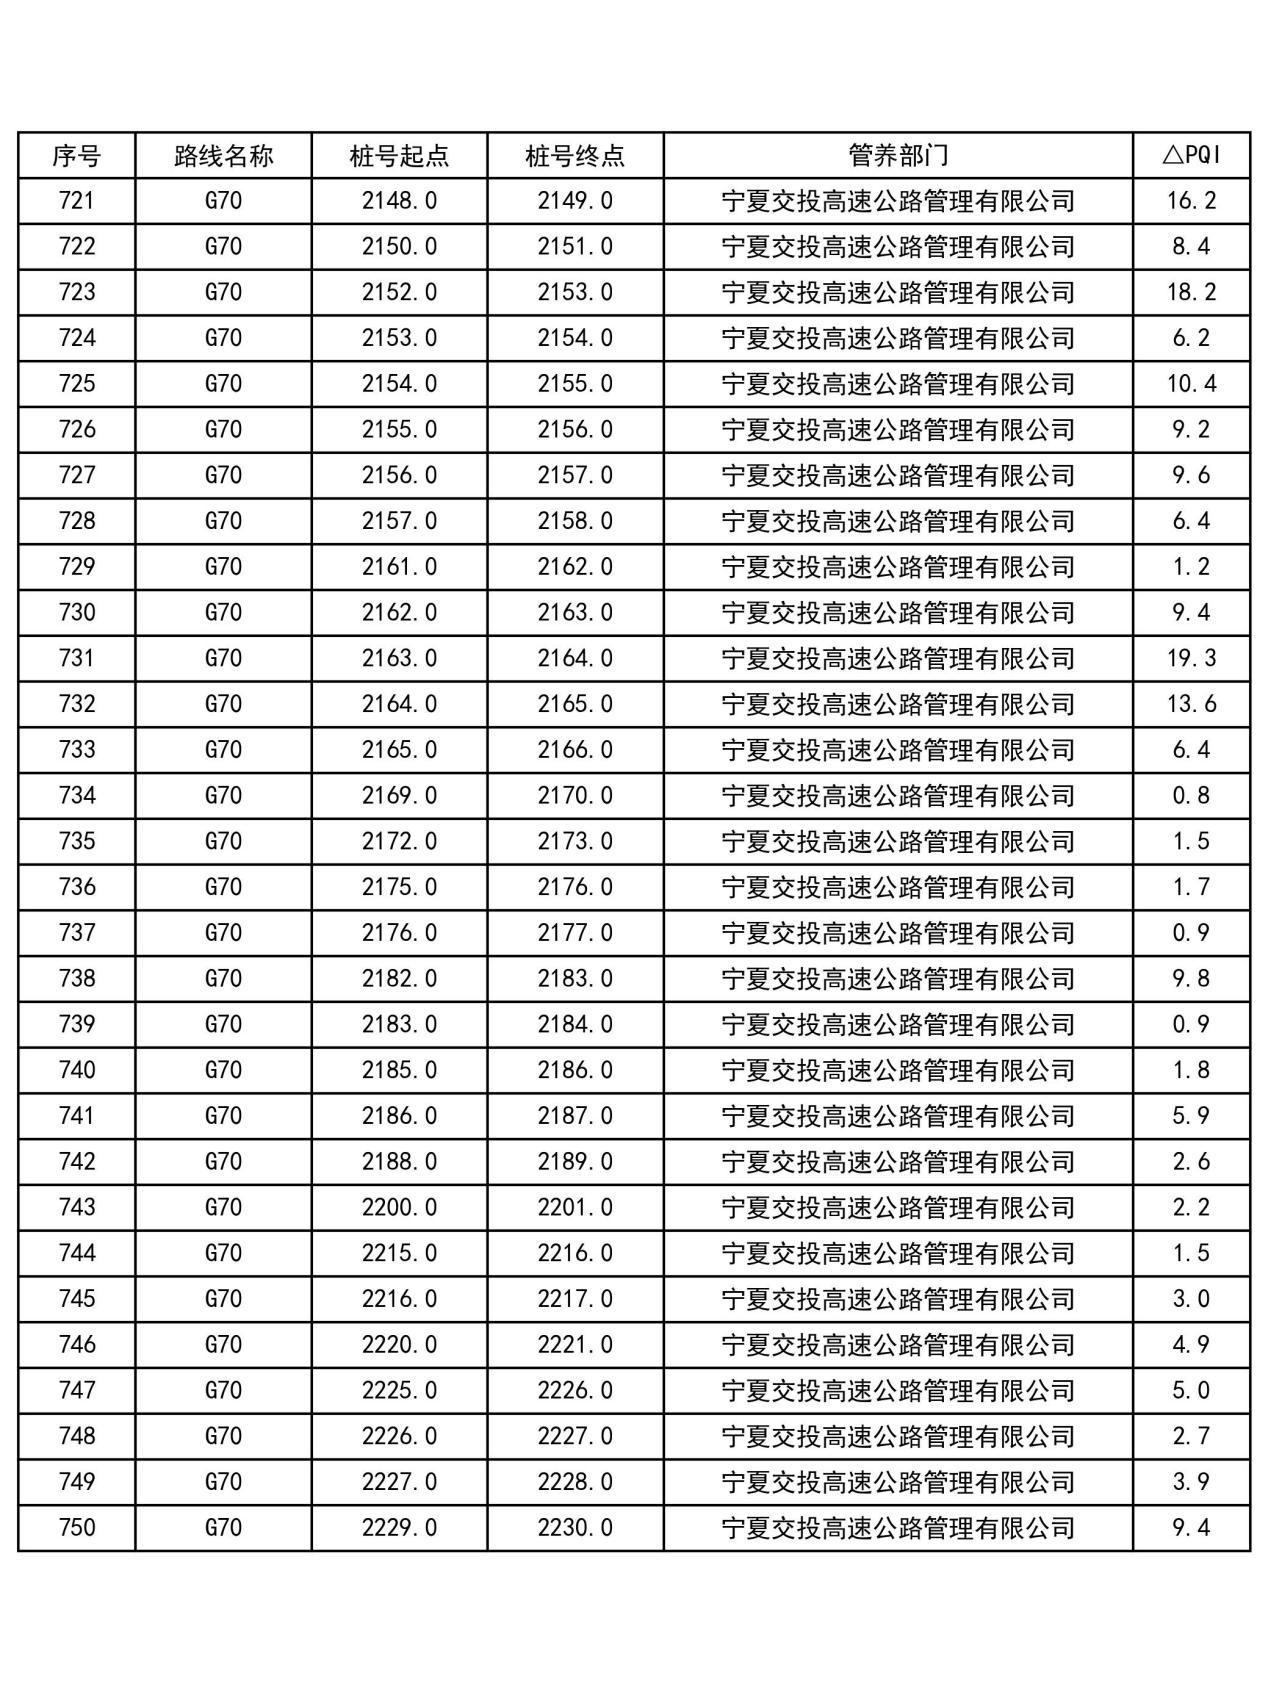 序号 路线名称 桩号起点 桩号终点 管养部门 △PQI
721 G70 2148.0 2149.0 宁夏交投高速公路管理有限公司 16.2
722 G70 2150.0 2151.0 宁夏交投高速公路管理有限公司 8.4
723 G70 2152.0 2153.0 宁夏交投高速公路管理有限公司 18.2
724 G70 2153.0 2154.0 宁夏交投高速公路管理有限公司 6.2
725 G70 2154.0 2155.0 宁夏交投高速公路管理有限公司 10.4
726 G70 2155.0 2156.0 宁夏交投高速公路管理有限公司 9.2
727 G70 2156.0 2157.0 宁夏交投高速公路管理有限公司 9.6
728 G70 2157.0 2158.0 宁夏交投高速公路管理有限公司 6.4
729 G70 2161.0 2162.0 宁夏交投高速公路管理有限公司 1.2
730 G70 2162.0 2163.0 宁夏交投高速公路管理有限公司 9.4
731 G70 2163.0 2164.0 宁夏交投高速公路管理有限公司 19.3
732 G70 2164.0 2165.0 宁夏交投高速公路管理有限公司 13.6
733 G70 2165.0 2166.0 宁夏交投高速公路管理有限公司 6.4
734 G70 2169.0 2170.0 宁夏交投高速公路管理有限公司 0.8
735 G70 2172.0 2173.0 宁夏交投高速公路管理有限公司 1.5
736 G70 2175.0 2176.0 宁夏交投高速公路管理有限公司 1.7
737 G70 2176.0 2177.0 宁夏交投高速公路管理有限公司 0.9
738 G70 2182.0 2183.0 宁夏交投高速公路管理有限公司 9.8
739 G70 2183.0 2184.0 宁夏交投高速公路管理有限公司 0.9
740 G70 2185.0 2186.0 宁夏交投高速公路管理有限公司 1.8
741 G70 2186.0 2187.0 宁夏交投高速公路管理有限公司 5.9
742 G70 2188.0 2189.0 宁夏交投高速公路管理有限公司 2.6
743 G70 2200.0 2201.0 宁夏交投高速公路管理有限公司 2.2
744 G70 2215.0 2216.0 宁夏交投高速公路管理有限公司 1.5
745 G70 2216.0 2217.0 宁夏交投高速公路管理有限公司 3.0
746 G70 2220.0 2221.0 宁夏交投高速公路管理有限公司 4.9
747 G70 2225.0 2226.0 宁夏交投高速公路管理有限公司 5.0
748 G70 2226.0 2227.0 宁夏交投高速公路管理有限公司 2.7
749 G70 2227.0 2228.0 宁夏交投高速公路管理有限公司 3.9
750 G70 2229.0 2230.0 宁夏交投高速公路管理有限公司 9.4